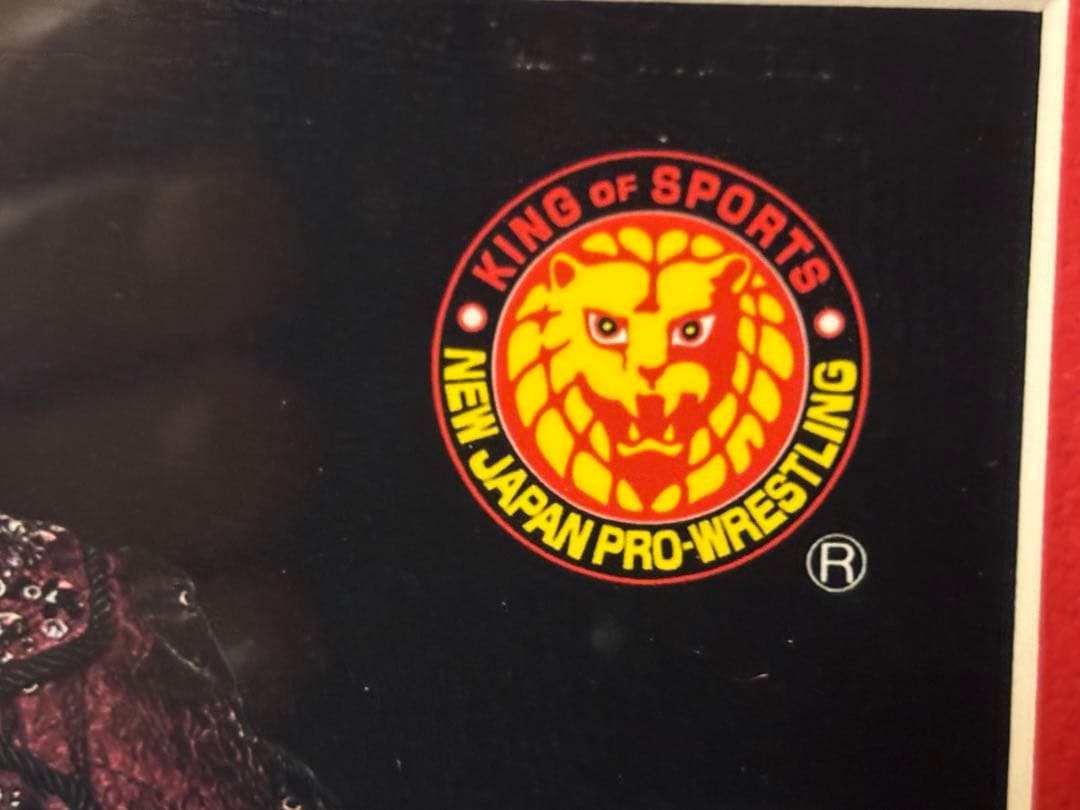 KING OF SPORTS
NEW JAPAN PRO-WRESTLING
®